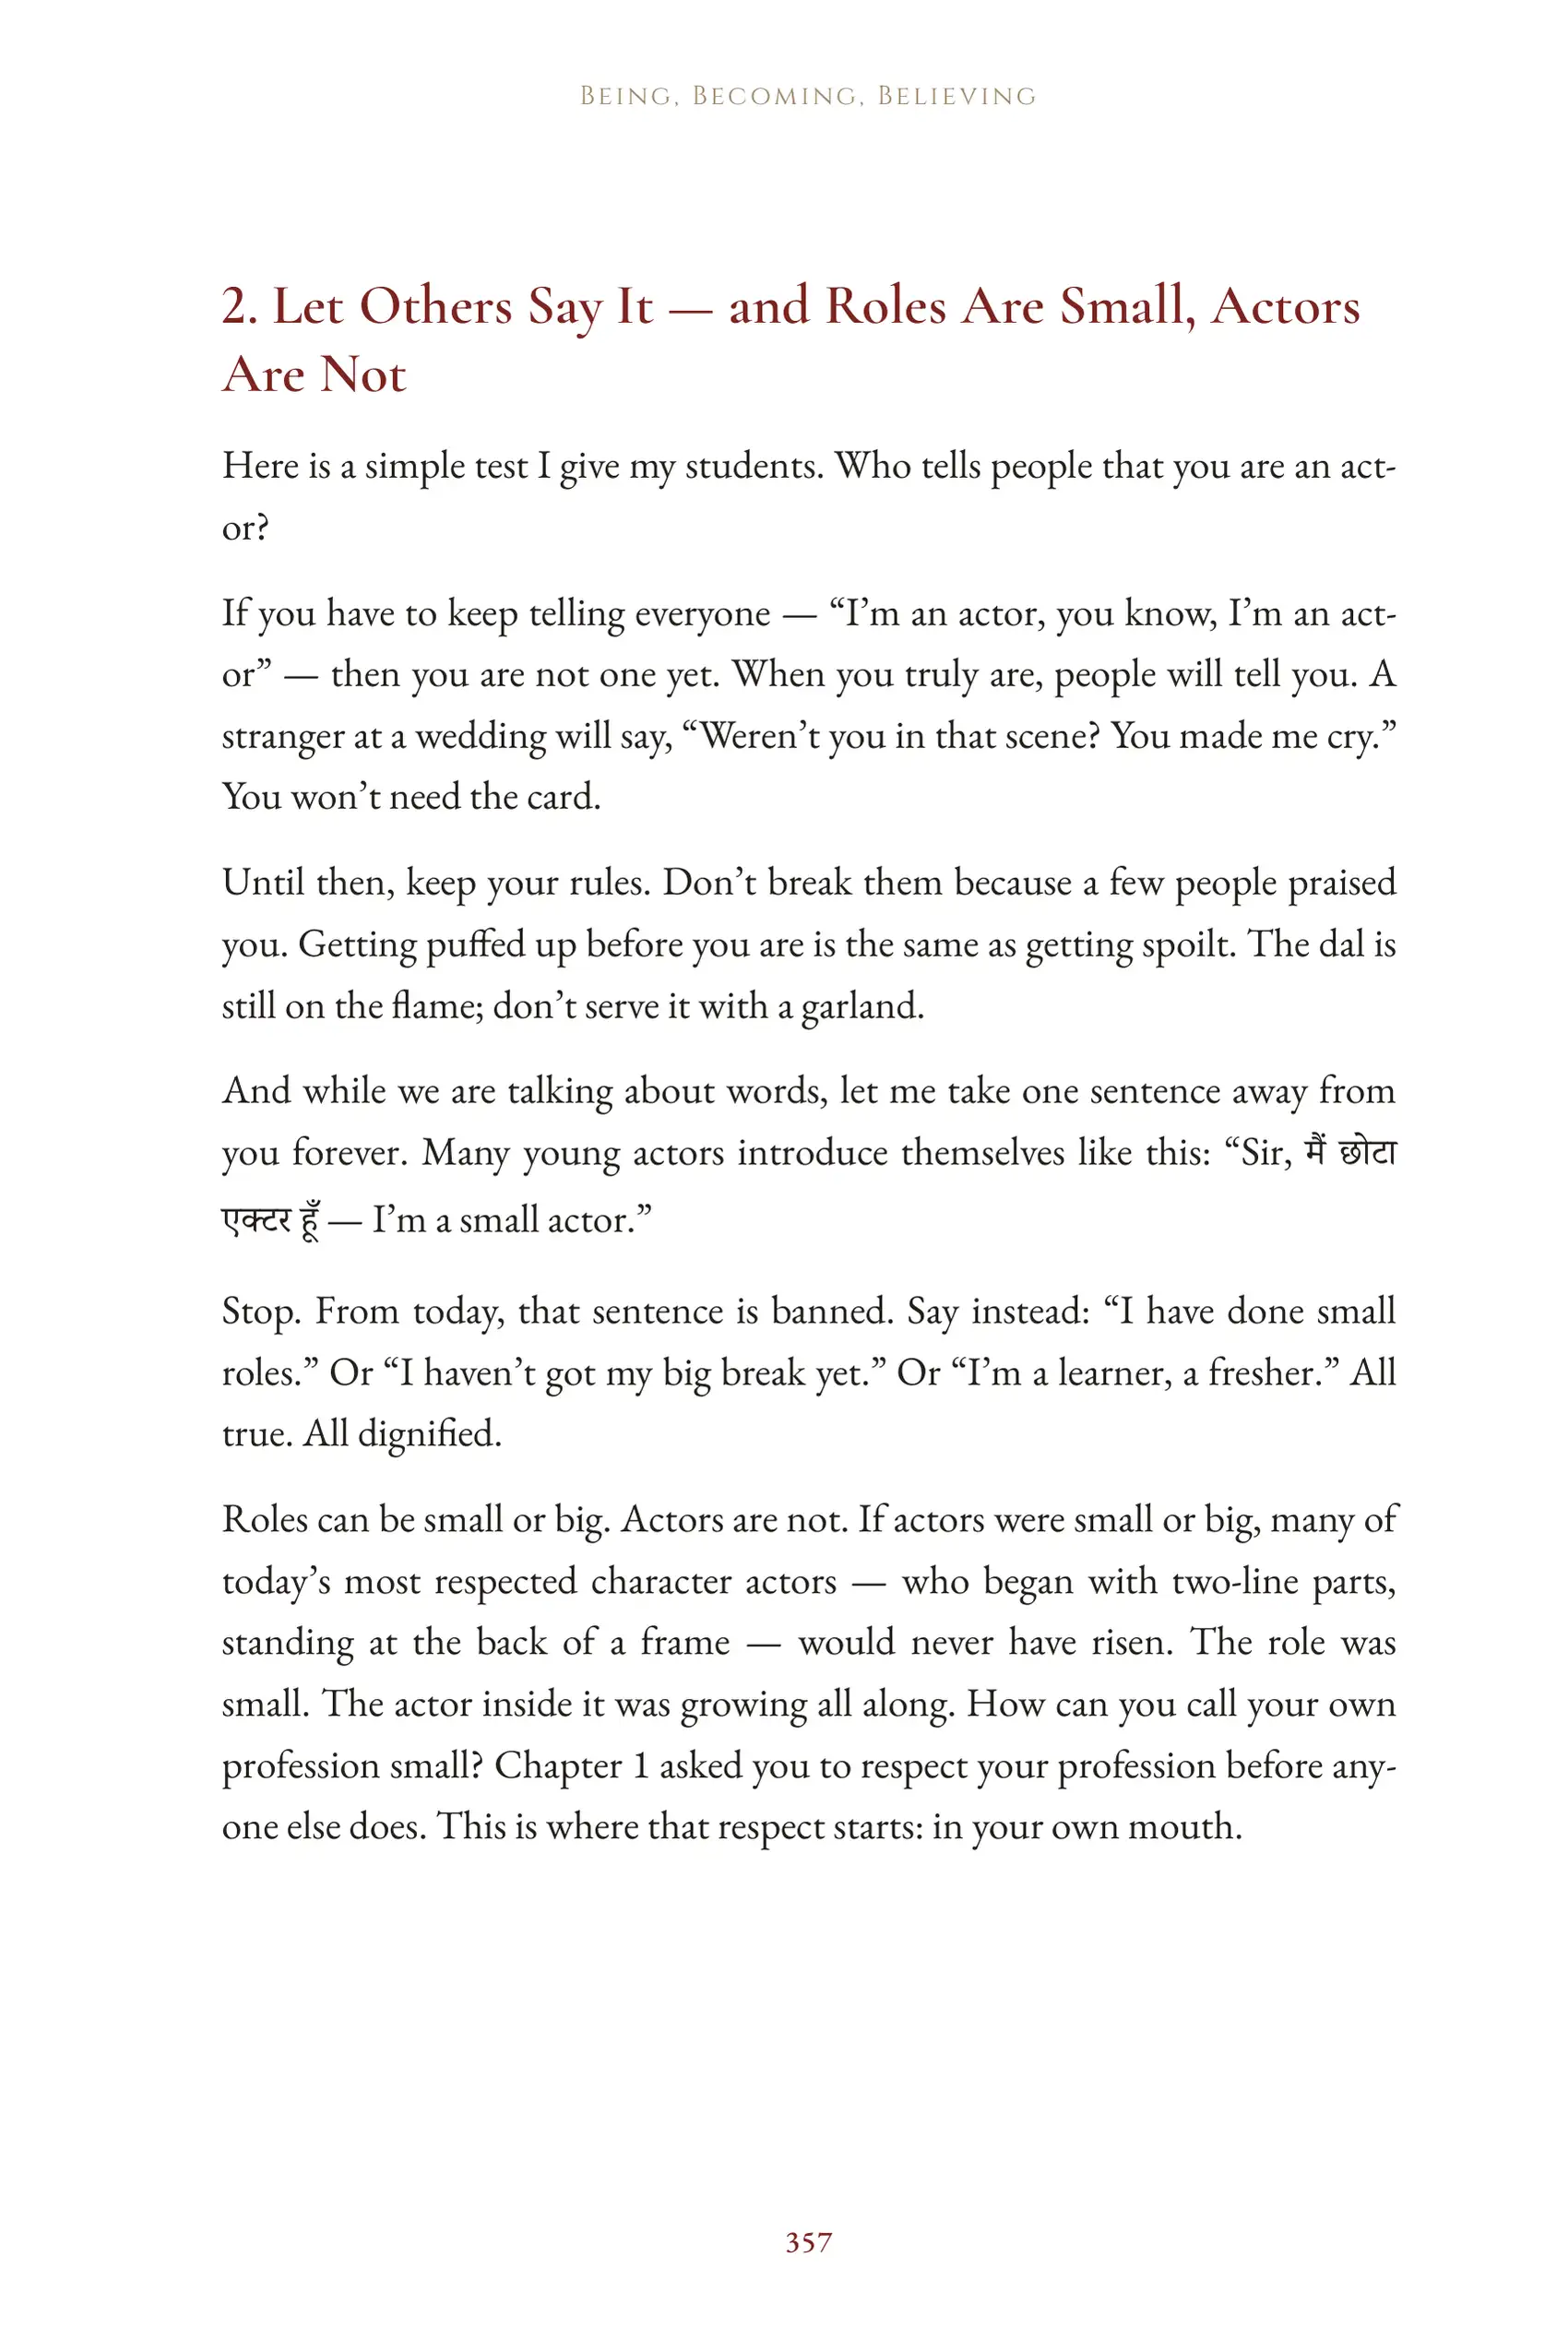 Being, Becoming, Believing
2. Let Others Say It — and Roles Are Small, Actors
Are Not
Here is a simple test I give my students. Who tells people that you are an act-
or?
If you have to keep telling everyone — “I’m an actor, you know, I’m an act-
or” — then you are not one yet. When you truly are, people will tell you. A
stranger at a wedding will say, “Weren’t you in that scene? You made me cry.”
You won’t need the card.
Until then, keep your rules. Don’t break them because a few people praised
you. Getting puffed up before you are is the same as getting spoilt. The dal is
still on the flame; don’t serve it with a garland.
And while we are talking about words, let me take one sentence away from
you forever. Many young actors introduce themselves like this: “Sir, मैं छोटा
एक्टर हूँ — I’m a small actor.”
Stop. From today, that sentence is banned. Say instead: “I have done small
roles.” Or “I haven’t got my big break yet.” Or “I’m a learner, a fresher.” All
true. All dignified.
Roles can be small or big. Actors are not. If actors were small or big, many of
today’s most respected character actors — who began with two-line parts,
standing at the back of a frame — would never have risen. The role was
small. The actor inside it was growing all along. How can you call your own
profession small? Chapter 1 asked you to respect your profession before any-
one else does. This is where that respect starts: in your own mouth.
357